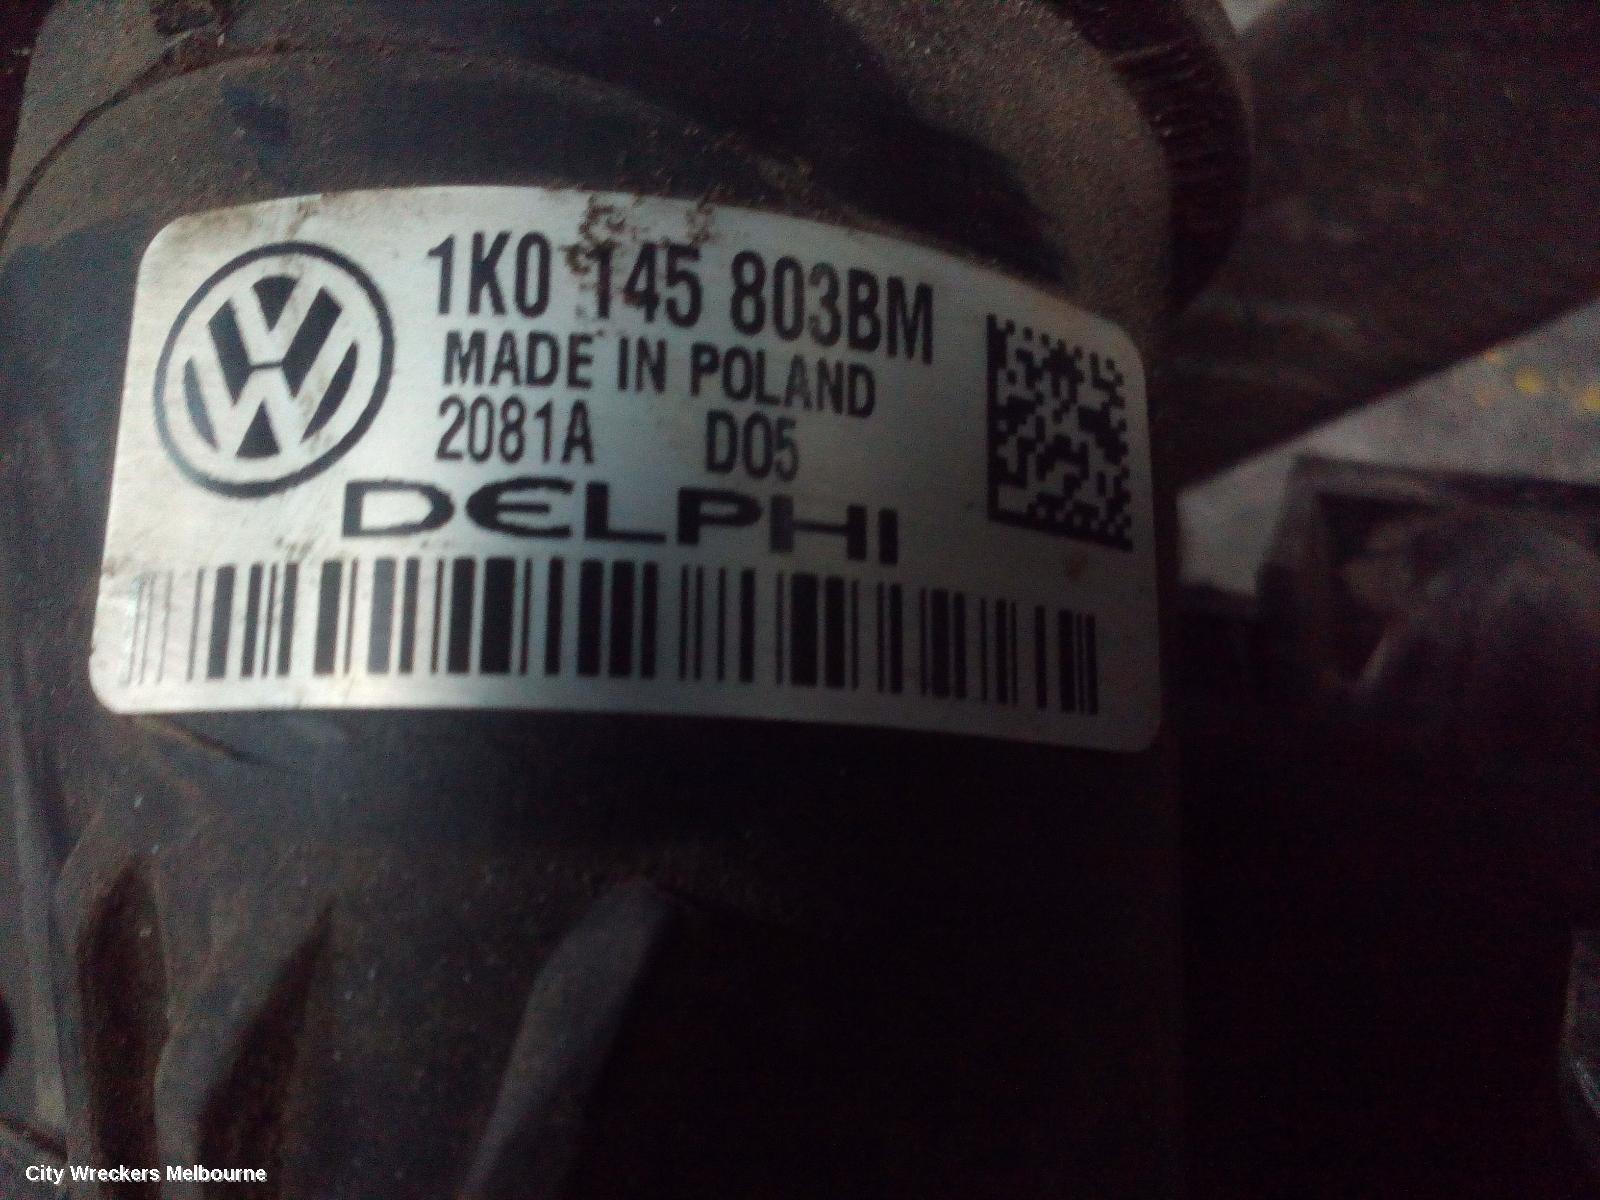 1K0 145 803BM
MADE IN POLAND
2081A D05
DELPHI
City Wreckers Melbourne